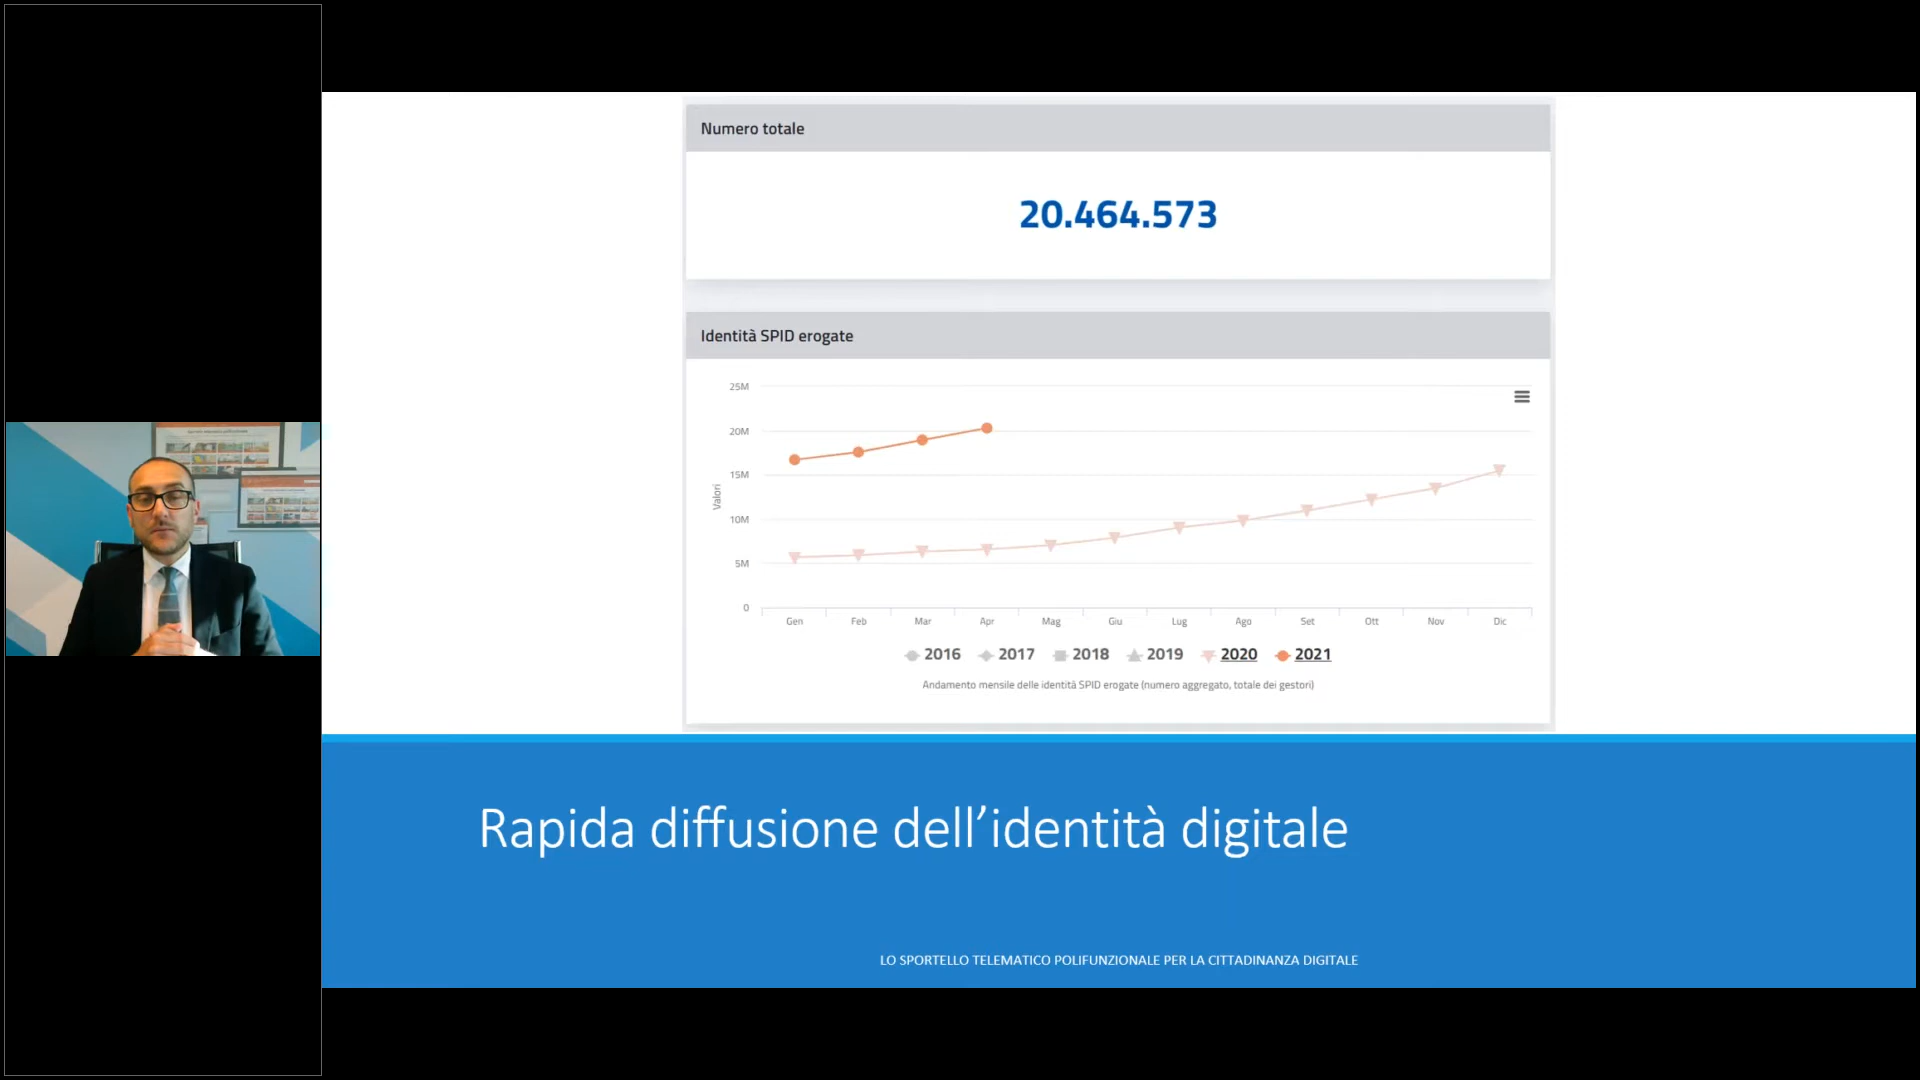 Numero totale
20.464.573
Identità SPID erogate
25M
20M
15M
10M
5M
0
Valori
Gen Feb Mar Apr Mag Giu Lug Ago Set Ott Nov Dic
2016 2017 2018 2019 2020 2021
Andamento mensile delle identità SPID erogate (numero aggregato, totale dei gestori)
Rapida diffusione dell’identità digitale
LO SPORTELLO TELEMATICO POLIFUNZIONALE PER LA CITTADINANZA DIGITALE